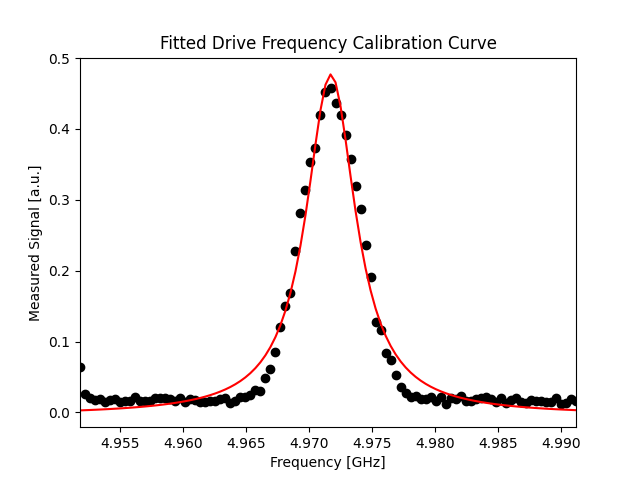 Fitted Drive Frequency Calibration Curve
Measured Signal [a.u.]
0.5
0.4
0.3
0.2
0.1
0.0
4.955 4.960 4.965 4.970 4.975 4.980 4.985 4.990
Frequency [GHz]